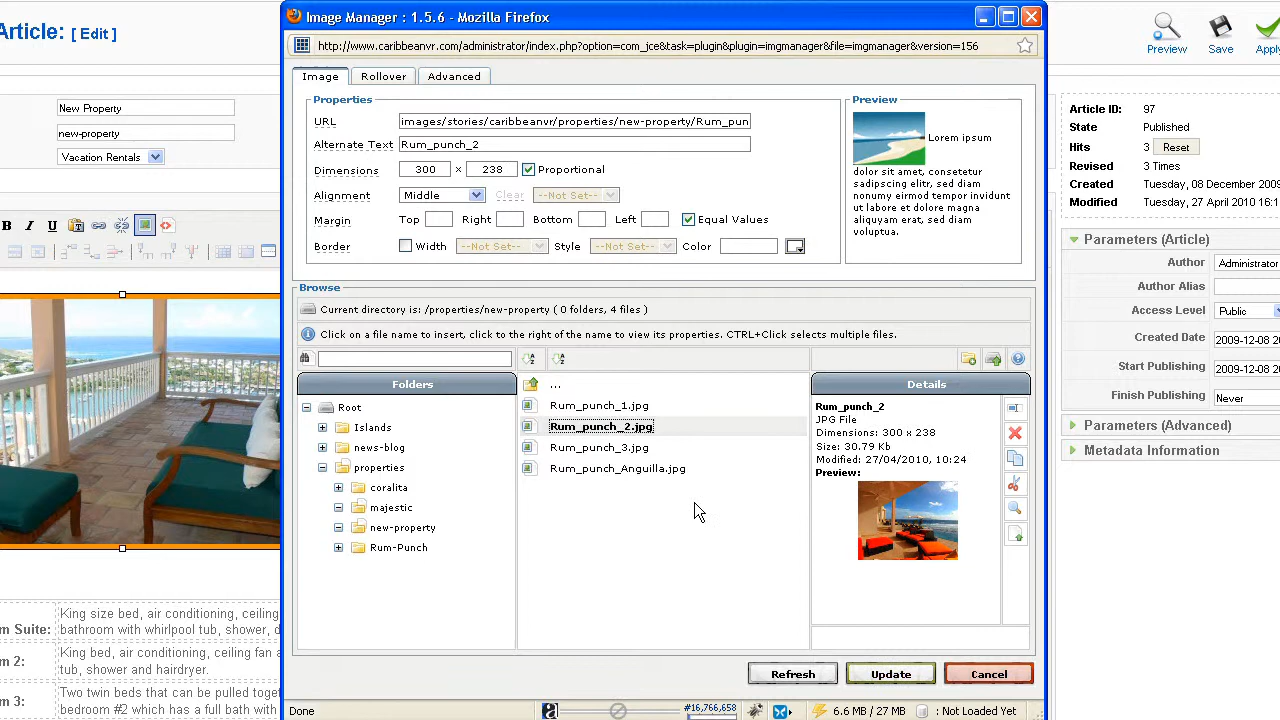 Image Manager : 1.5.6 - Mozilla Firefox
http://www.caribbeanvr.com/administrator/index.php?option=com_jce&task=plugin&plugin=imgmanager&file=imgmanager&version=156
Article: [ Edit ]
Preview Save Apply
New Property
new-property
Vacation Rentals
B I U
Image Rollover Advanced
Properties
URL images/stories/caribbeanvr/properties/new-property/Rum_pun
Alternate Text Rum_punch_2
Dimensions 300 × 238 Proportional
Alignment Middle Clear --Not Set--
Margin Top Right Bottom Left Equal Values
Border Width --Not Set-- Style --Not Set-- Color
Preview
Lorem ipsum
dolor sit amet, consetetur
sadipscing elitr, sed diam
nonumy eirmod tempor invidunt
ut labore et dolore magna
aliquyam erat, sed diam
voluptua.
Browse
Current directory is: /properties/new-property ( 0 folders, 4 files )
Click on a file name to insert, click to the right of the name to view its properties. CTRL+Click selects multiple files.
Folders
Root
Islands
neno-blog
properties
coralita
majestic
new-property
Rum-Punch
...
Rum_punch_1.jpg
Rum_punch_2.jpg
Rum_punch_3.jpg
Rum_punch_Anguilla.jpg
Details
Rum_punch_2
JPG File
Dimensions: 300 x 238
Size: 30.79 Kb
Modified: 27/04/2010, 10:24
Preview:
Refresh Update Cancel
Done #16,766,658 6.6 MB / 27 MB : Not Loaded Yet
Article ID: 97
State Published
Hits 3 Reset
Revised 3 Times
Created Tuesday, 08 December 2009
Modified Tuesday, 27 April 2010 16:1
Parameters (Article)
Author Administrator
Author Alias
Access Level Public
Created Date 2009-12-08
Start Publishing 2009-12-08
Finish Publishing Never
Parameters (Advanced)
Metadata Information
m Suite: King size bed, air conditioning, ceiling
bathroom with whirlpool tub, shower, d
m 2: King bed, air conditioning, ceiling fan a
tub, shower and hairdryer.
m 3: Two twin beds that can be pulled toget
bedroom #2 which has a full bath with